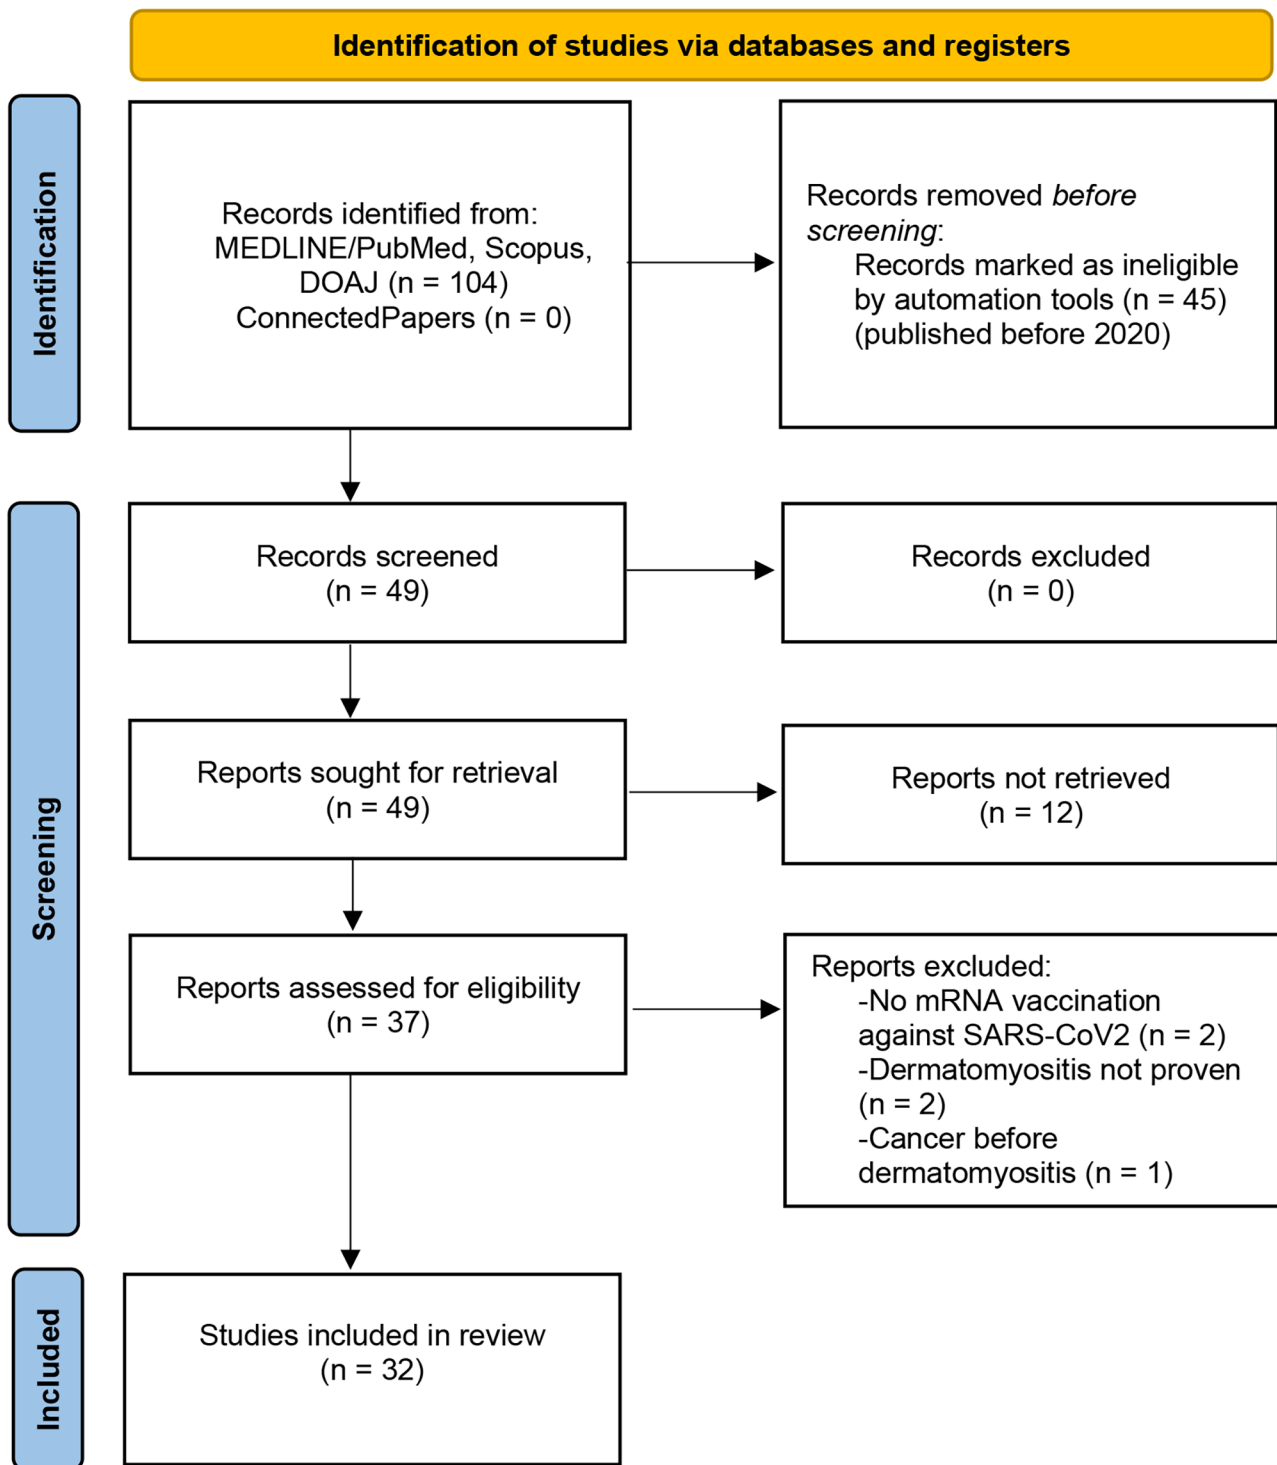 Identification of studies via databases and registers
Identification
Records identified from:
MEDLINE/PubMed, Scopus,
DOAJ (n = 104)
ConnectedPapers (n = 0)
Records removed before
screening:
Records marked as ineligible
by automation tools (n = 45)
(published before 2020)
Screening
Records screened
(n = 49)
Records excluded
(n = 0)
Reports sought for retrieval
(n = 49)
Reports not retrieved
(n = 12)
Reports assessed for eligibility
(n = 37)
Reports excluded:
-No mRNA vaccination
against SARS-CoV2 (n = 2)
-Dermatomyositis not proven
(n = 2)
-Cancer before
dermatomyositis (n = 1)
Included
Studies included in review
(n = 32)